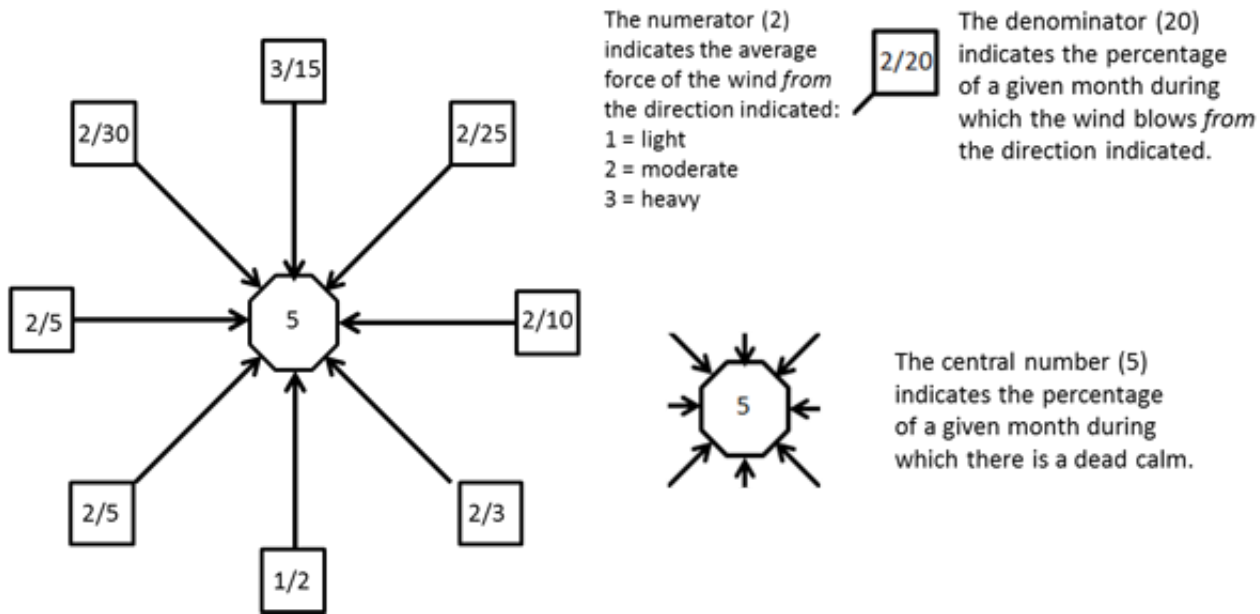 3/15
2/30
2/25
2/5
5
2/10
2/5
2/3
1/2
The numerator (2)
indicates the average
force of the wind from
the direction indicated:
1 = light
2 = moderate
3 = heavy
2/20
The denominator (20)
indicates the percentage
of a given month during
which the wind blows from
the direction indicated.
5
The central number (5)
indicates the percentage
of a given month during
which there is a dead calm.